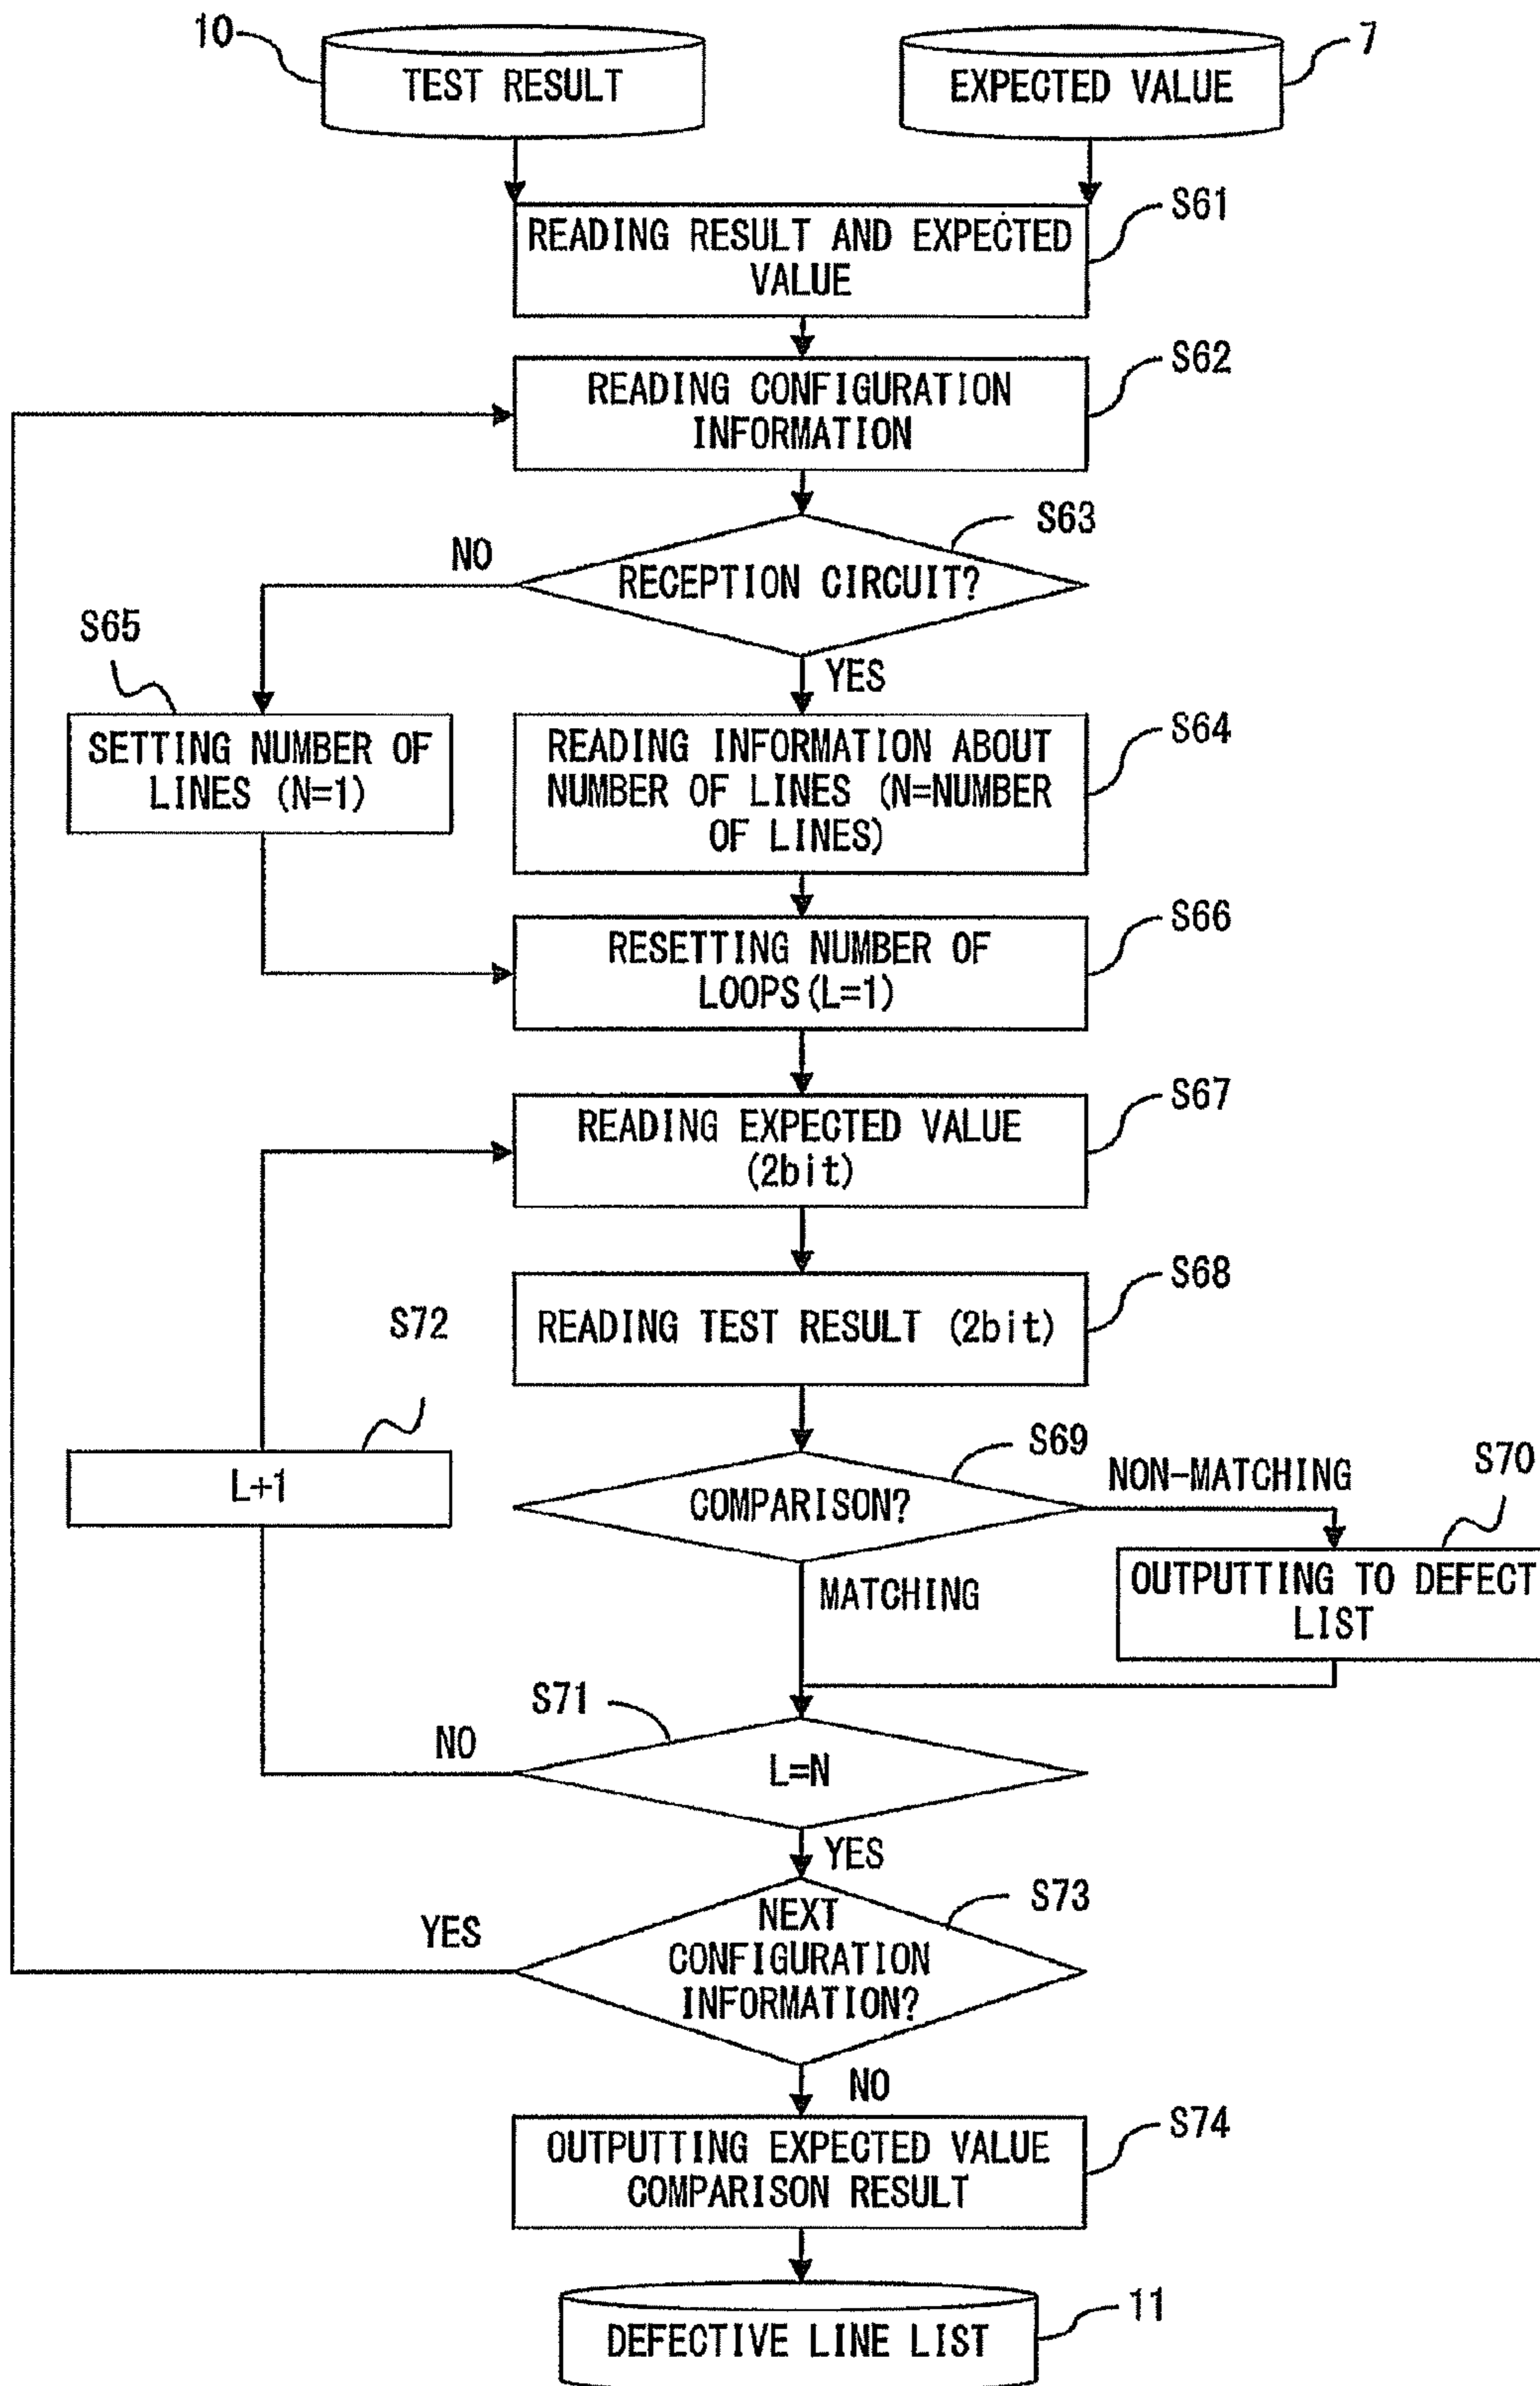 10
TEST RESULT
EXPECTED VALUE
7
READING RESULT AND EXPECTED
VALUE
S61
READING CONFIGURATION
INFORMATION
S62
RECEPTION CIRCUIT?
S63
NO
YES
S65
SETTING NUMBER OF
LINES (N=1)
READING INFORMATION ABOUT
NUMBER OF LINES (N=NUMBER
OF LINES)
S64
RESETTING NUMBER OF
LOOPS(L=1)
S66
READING EXPECTED VALUE
(2bit)
S67
READING TEST RESULT (2bit)
S68
S72
L+1
COMPARISON?
S69
NON-MATCHING
S70
OUTPUTTING TO DEFECT
LIST
MATCHING
S71
L=N
NO
YES
NEXT
CONFIGURATION
INFORMATION?
S73
YES
NO
OUTPUTTING EXPECTED VALUE
COMPARISON RESULT
S74
DEFECTIVE LINE LIST
11